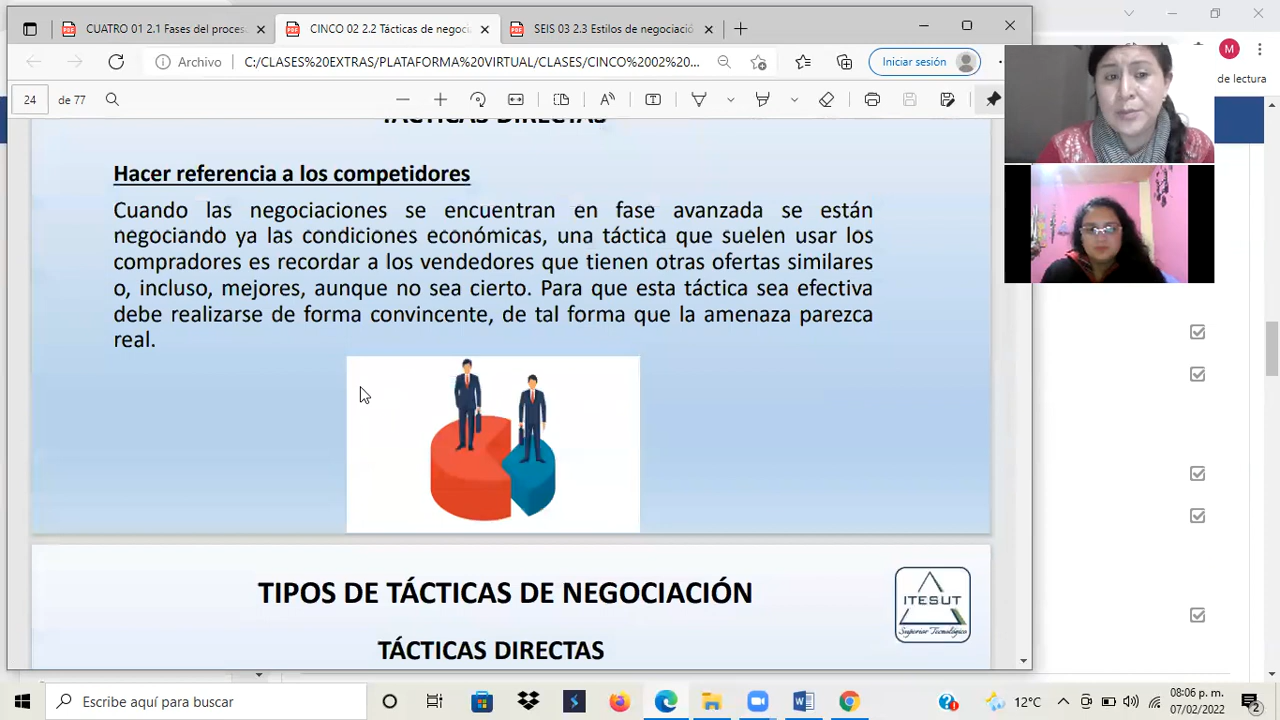 CUATRO 01 2.1 Fases del proces
CINCO 02 2.2 Tácticas de negoci
SEIS 03 2.3 Estilos de negociació
Archivo
C:/CLASES%20EXTRAS/PLATAFORMA%20VIRTUAL/CLASES/CINCO%2002%20...
Iniciar sesión
M
de lectura
24 de 77
TÁCTICAS DIRECTAS
Hacer referencia a los competidores
Cuando las negociaciones se encuentran en fase avanzada se están
negociando ya las condiciones económicas, una táctica que suelen usar los
compradores es recordar a los vendedores que tienen otras ofertas similares
o, incluso, mejores, aunque no sea cierto. Para que esta táctica sea efectiva
debe realizarse de forma convincente, de tal forma que la amenaza parezca
real.
TIPOS DE TÁCTICAS DE NEGOCIACIÓN
ITESUT
Superior Tecnológico
TÁCTICAS DIRECTAS
Escribe aquí para buscar
12°C
08:06 p. m.
07/02/2022
2